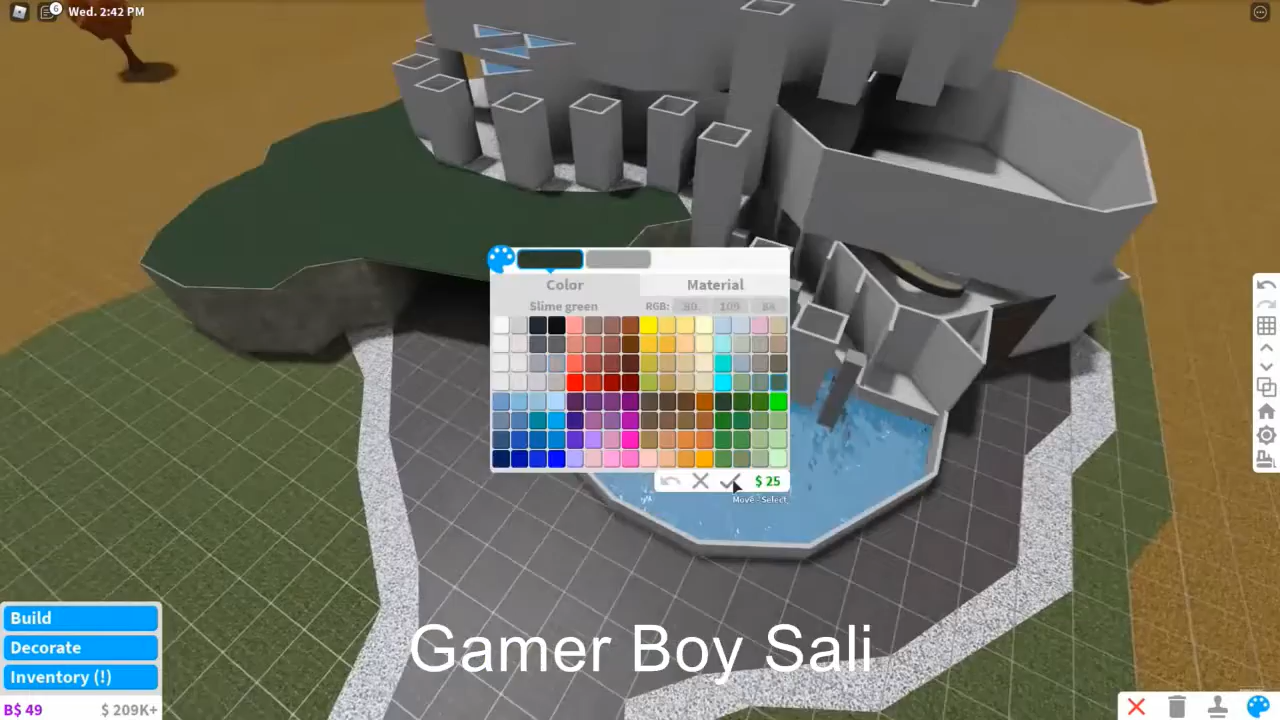 6 Wed. 2:42 PM
Color
Material
Slime green
RGB: 80 109 84
$ 25
Move - Select
Build
Decorate
Inventory (!)
B$ 49
$ 209K+
Gamer Boy Sali